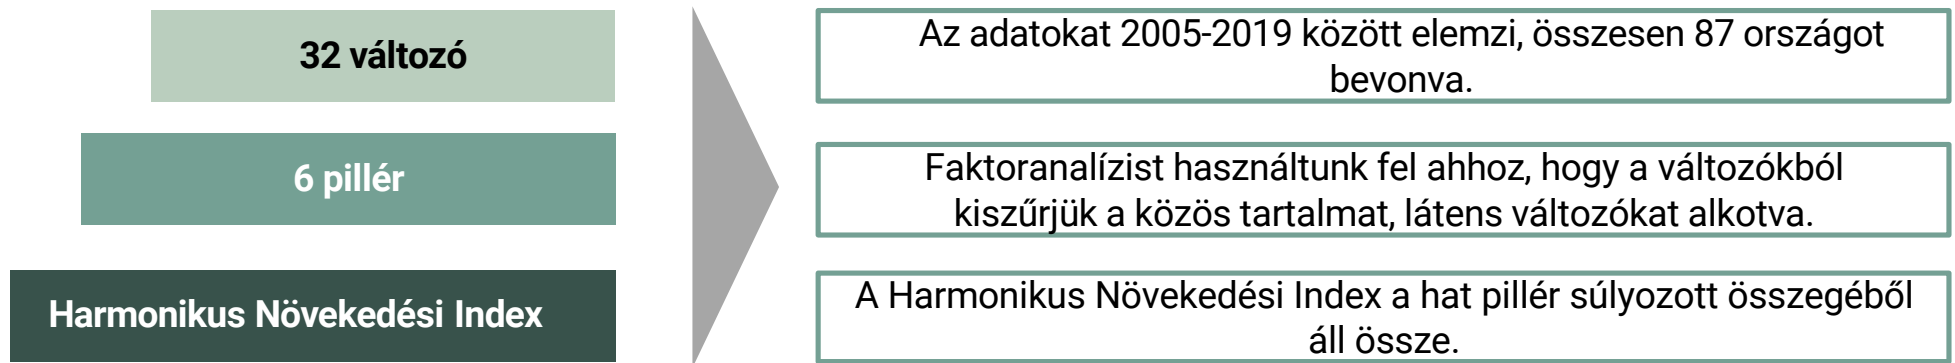 32 változó
Az adatokat 2005-2019 között elemzi, összesen 87 országot
bevonva.
6 pillér
Faktoranalízist használtunk fel ahhoz, hogy a változókból
kiszűrjük a közös tartalmat, látens változókat alkotva.
Harmonikus Növekedési Index
A Harmonikus Növekedési Index a hat pillér súlyozott összegéből
áll össze.